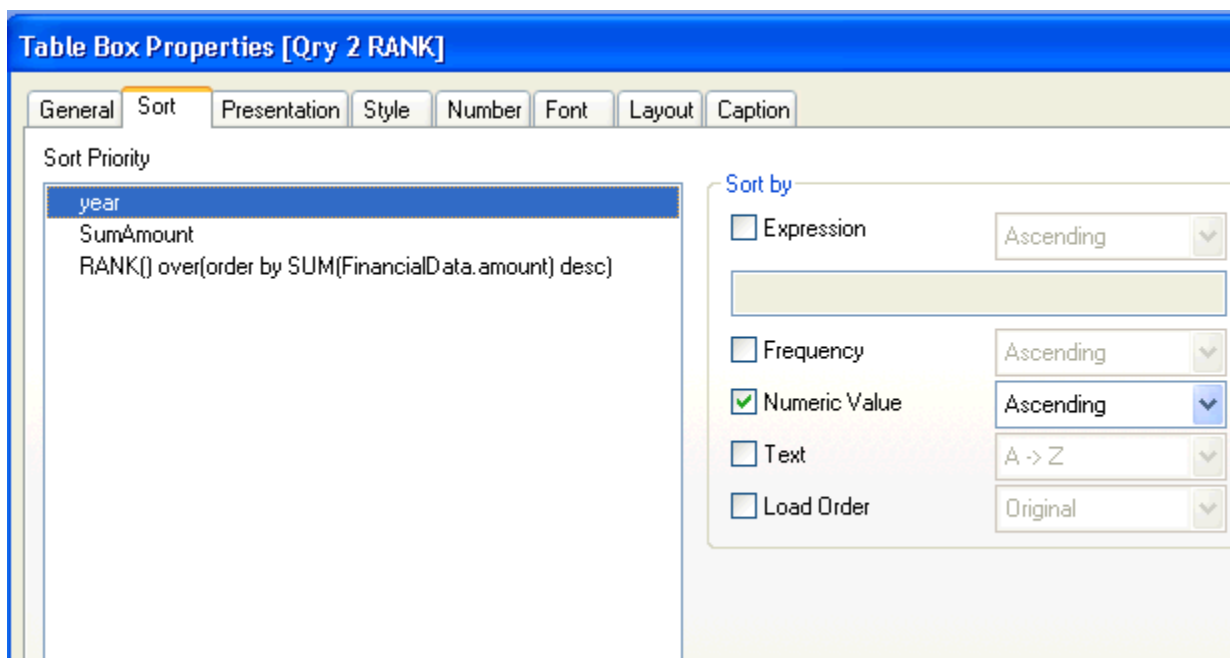 Table Box Properties [Qry 2 RANK]
General Sort Presentation Style Number Font Layout Caption
Sort Priority
year
SumAmount
RANK() over(order by SUM(FinancialData.amount) desc)
Sort by
Expression Ascending
Frequency Ascending
Numeric Value Ascending
Text A -> Z
Load Order Original